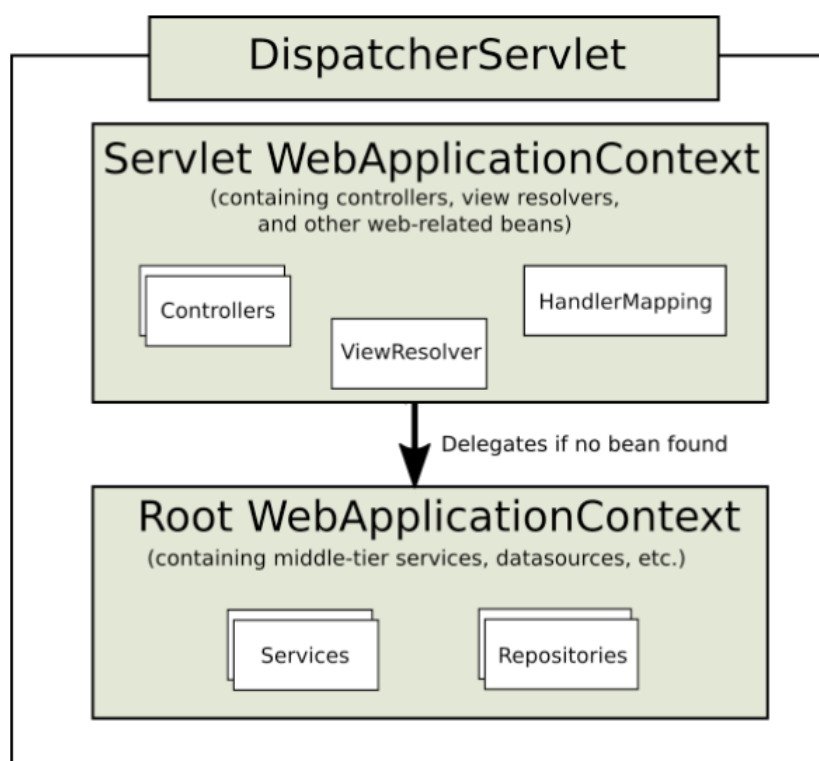 DispatcherServlet
Servlet WebApplicationContext
(containing controllers, view resolvers,
and other web-related beans)
Controllers
HandlerMapping
ViewResolver
Delegates if no bean found
Root WebApplicationContext
(containing middle-tier services, datasources, etc.)
Services
Repositories